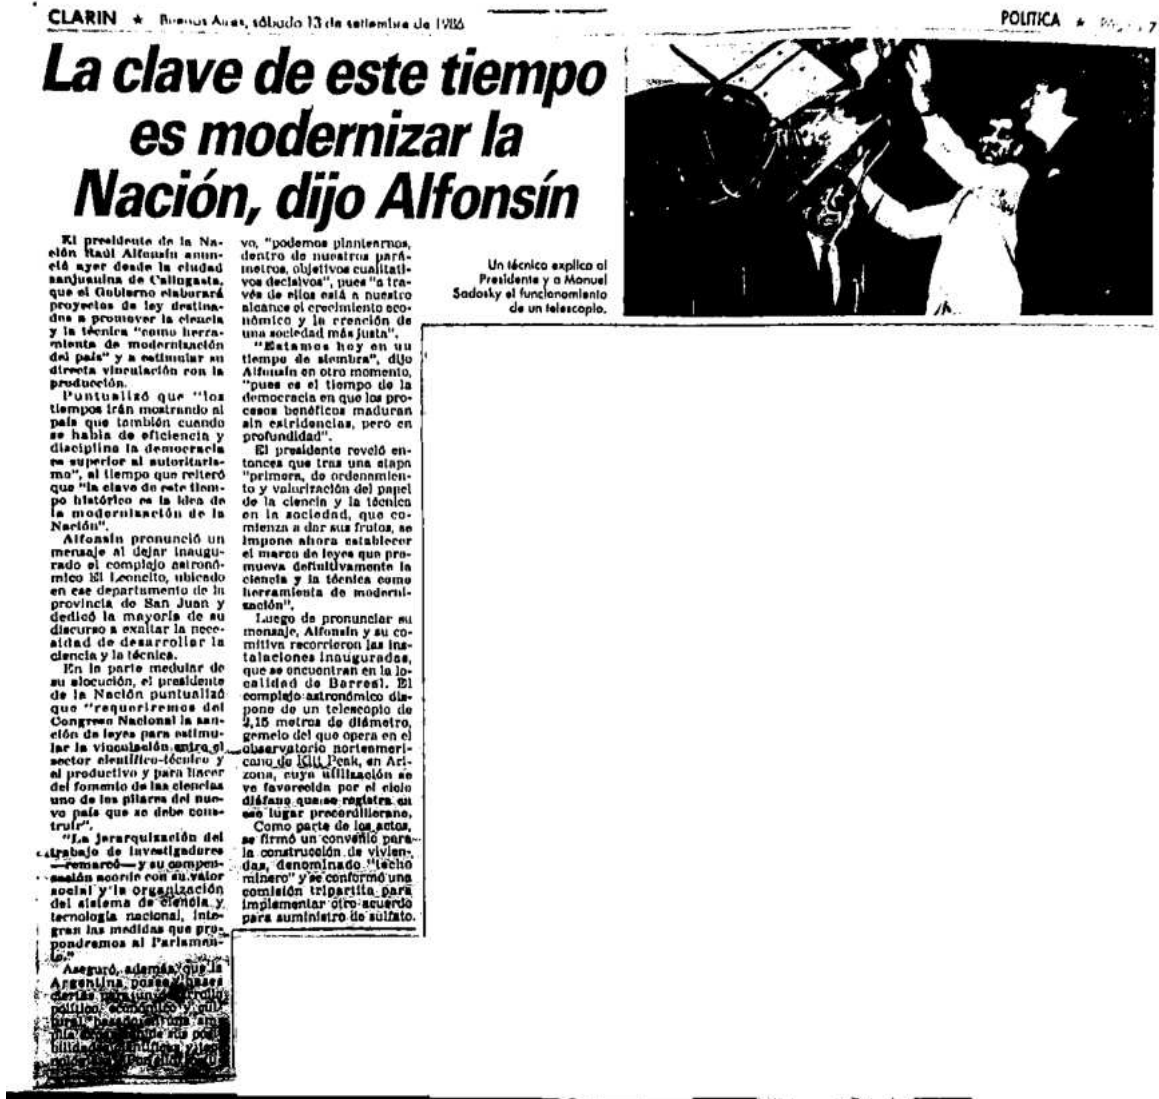 CLARIN ★ Buenos Aires, sábado 13 de setiembre de 1986
POLITICA ★ 7
La clave de este tiempo
es modernizar la
Nación, dijo Alfonsín
Un técnico explica al
Presidente y a Manuel
Sadosky el funcionamiento
de un telescopio.
El presidente de la Na-
ción Raúl Alfonsín anun-
ció ayer desde la ciudad
sanjuanina de Calingasta,
que el Gobierno elaborará
proyectos de ley destina-
dos a promover la ciencia
y la técnica "como herra-
mienta de modernización
del país" y a estimular su
directa vinculación con la
producción.
Puntualizó que "los
tiempos irán mostrando al
país que también cuando
se habla de eficiencia y
disciplina la democracia
es superior al autoritaris-
mo", al tiempo que reiteró
que "la clave de este tiem-
po histórico es la idea de
la modernización de la
Nación".
Alfonsín pronunció un
mensaje al dejar inaugu-
rado el complejo astronó-
mico El Leoncito, ubicado
en ese departamento de la
provincia de San Juan y
dedicó la mayoría de su
discurso a exaltar la nece-
sidad de desarrollar la
ciencia y la técnica.
En la parte medular de
su alocución, el presidente
de la Nación puntualizó
que "requeriremos del
Congreso Nacional la san-
ción de leyes para estimu-
lar la vinculación entre el
sector científico-técnico y
el productivo y para hacer
del fomento de las ciencias
uno de los pilares del nue-
vo país que se debe cons-
truir".
"La jerarquización del
trabajo de investigadores
—remarcó— y su compen-
sación acorde con su valor
social y la organización
del sistema de ciencia y
tecnología nacional, inte-
gran las medidas que pro-
pondremos al Parlamen-
to."
Aseguró, además, que la
Argentina posee bases
ciertas para un desarrollo
político, económico y cul-
tural, basado en una am-
de sus posi-
vo, "podemos plantearnos,
dentro de nuestros pará-
metros, objetivos cualitati-
vos decisivos", pues "a tra-
vés de ellos está a nuestro
alcance el crecimiento eco-
nómico y la creación de
una sociedad más justa".
"Estamos hoy en un
tiempo de siembra", dijo
Alfonsín en otro momento,
"pues es el tiempo de la
democracia en que los pro-
cesos benéficos maduran
sin estridencias, pero en
profundidad".
El presidente reveló en-
tonces que tras una etapa
"primera, de ordenamien-
to y valorización del papel
de la ciencia y la técnica
en la sociedad, que co-
mienza a dar sus frutos, se
impone ahora establecer
el marco de leyes que pro-
mueva definitivamente la
ciencia y la técnica como
herramienta de moderni-
zación".
Luego de pronunciar su
mensaje, Alfonsín y su co-
mitiva recorrieron las ins-
talaciones inauguradas,
que se encuentran en la lo-
calidad de Barreal. El
complejo astronómico dis-
pone de un telescopio de
2,15 metros de diámetro,
gemelo del que opera en el
observatorio norteameri-
cano de Kitt Peak, en Ari-
zona, cuya utilización se
ve favorecida por el cielo
diáfano que se registra en
ese lugar precordillerano.
Como parte de los actos,
se firmó un convenio para
la construcción de vivien-
das, denominado "techo
minero" y se conformó una
comisión tripartita para
implementar otro acuerdo
para suministro de sulfato.